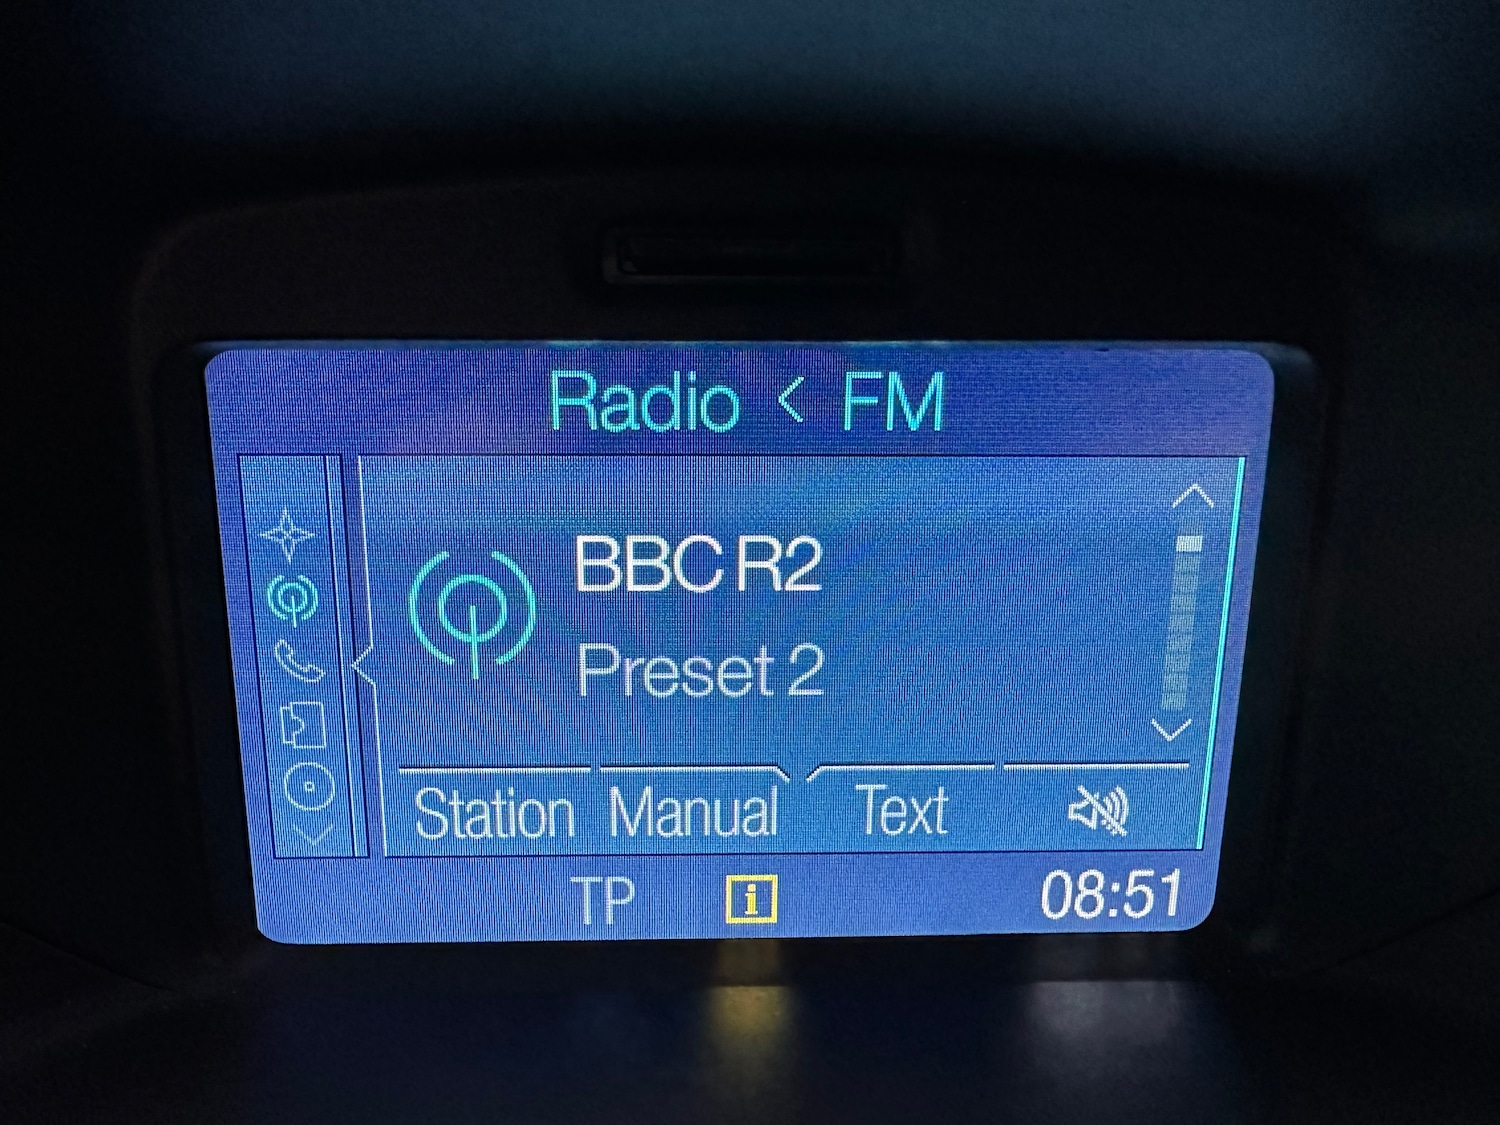 Radio < FM
BBC R2
Preset 2
Station Manual Text
TP i 08:51